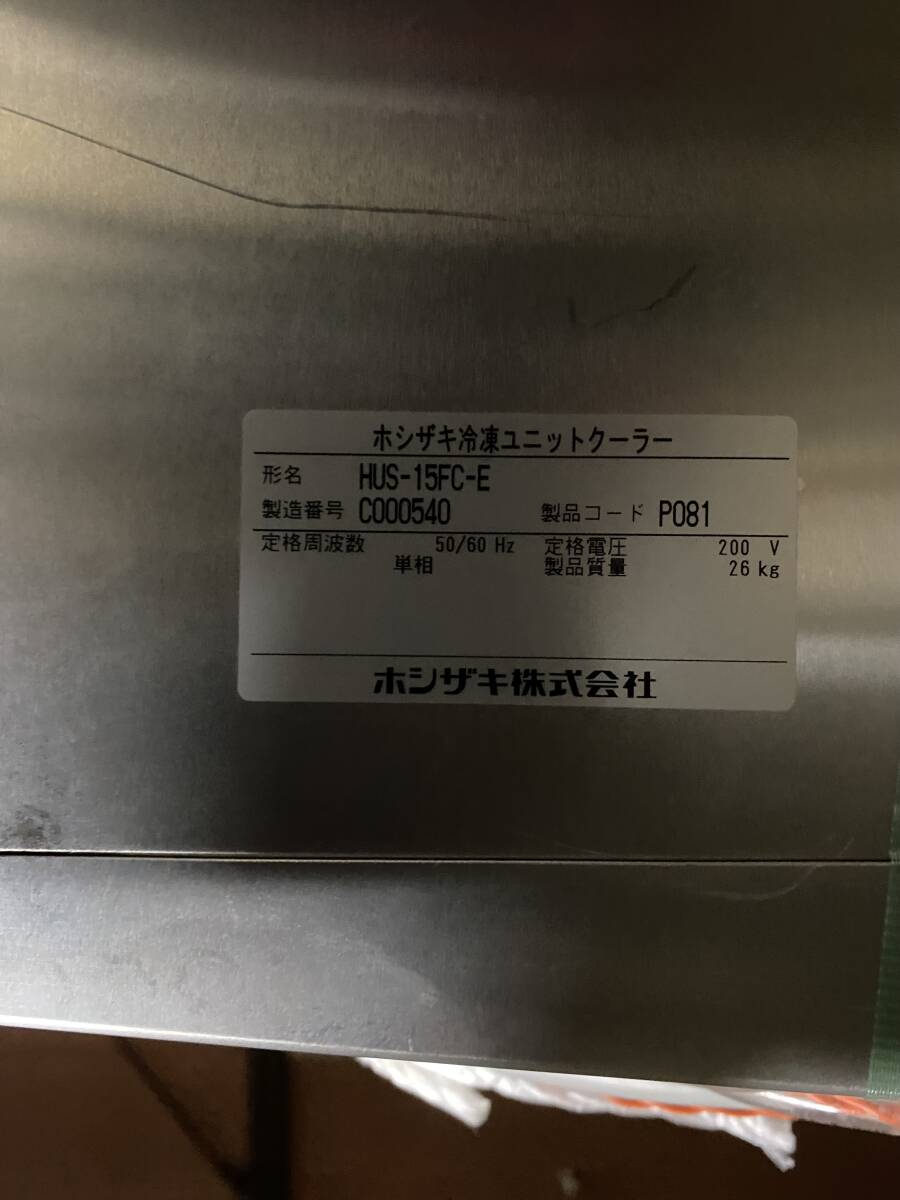 ホシザキ冷凍ユニットクーラー
形名 HUS-15FC-E
製造番号 C000540 製品コード P081
定格周波数 50/60 Hz 定格電圧 200 V
単相 製品質量 26 kg
ホシザキ株式会社